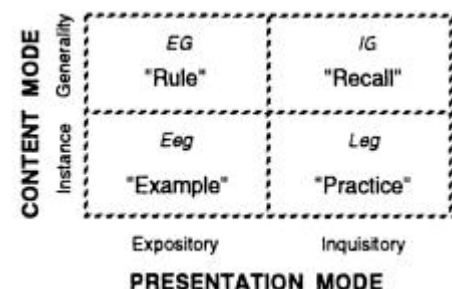 CONTENT MODE
Generality
Instance
EG
IG
"Rule"
"Recall"
Eeg
Leg
"Example"
"Practice"
Expository
Inquisitory
PRESENTATION MODE